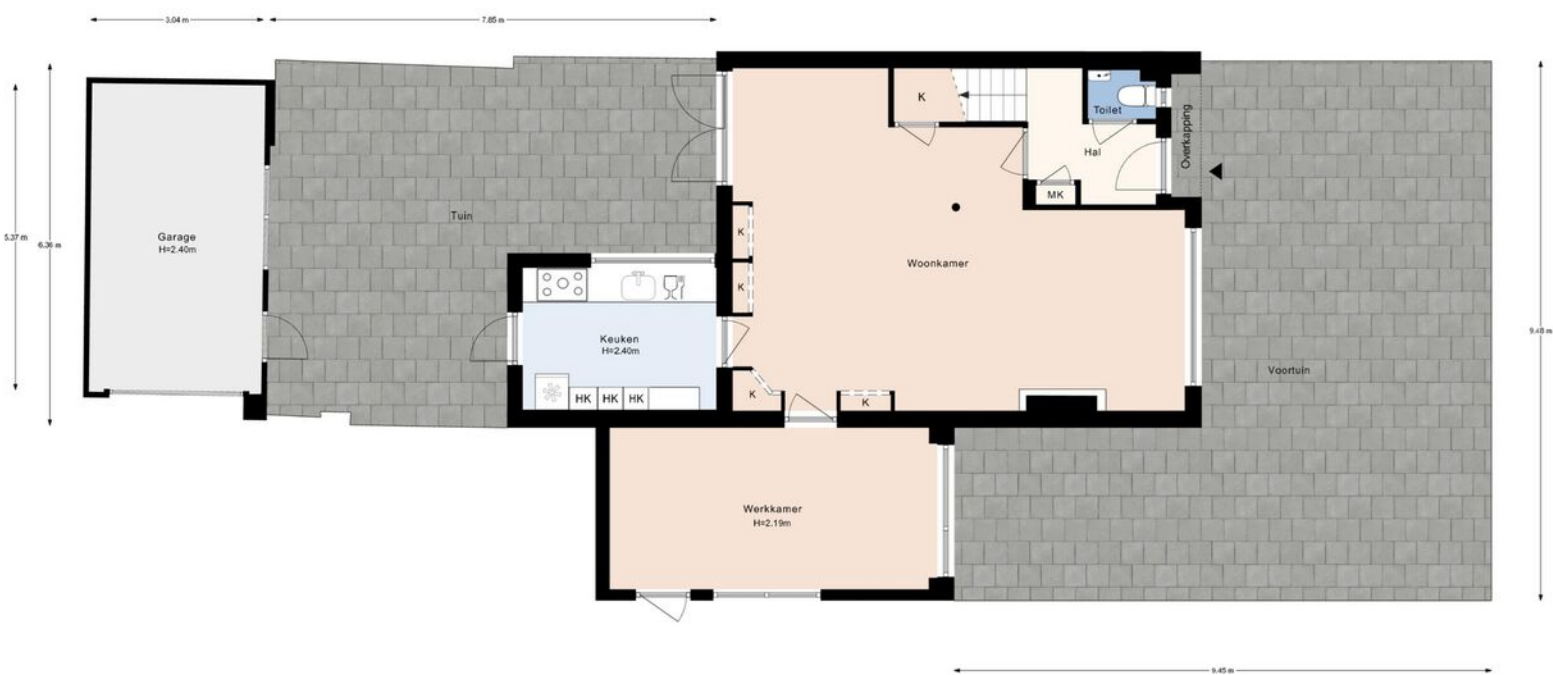 3.04 m
7.85 m
K
Toilet
Overkapping
Hal
MK
5.37 m
6.36 m
Garage
H=2.40m
Tuin
K
K
Woonkamer
Keuken
H=2.40m
9.48 m
Voortuin
HK
HK
HK
K
K
Werkkamer
H=2.19m
9.45 m